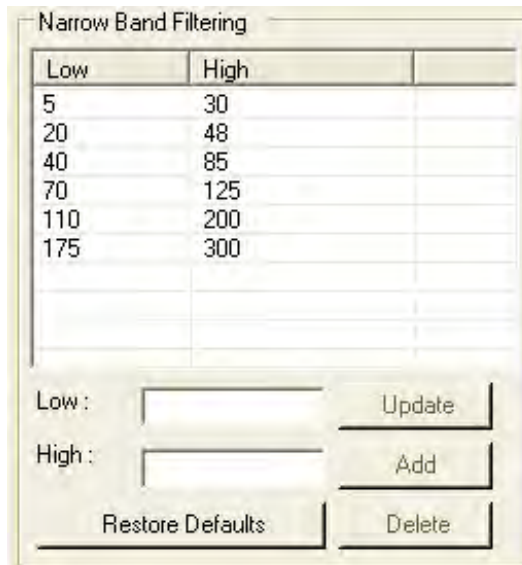 Narrow Band Filtering
Low High
5 30
20 48
40 85
70 125
110 200
175 300
Low :
Update
High :
Add
Restore Defaults Delete